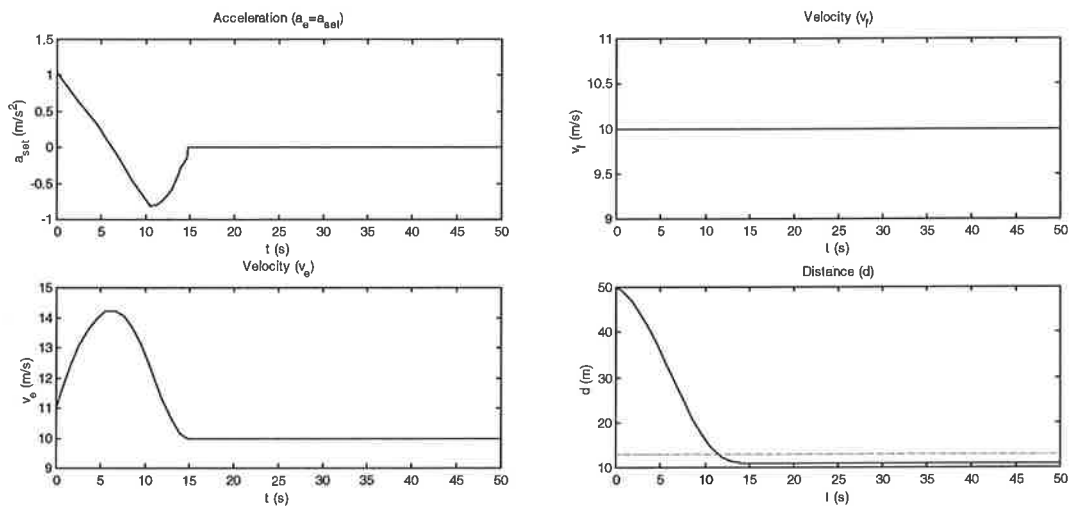 Acceleration (a_e=a_set)
1.5
1
0.5
0
-0.5
-1
a_set (m/s²)
0 5 10 15 20 25 30 35 40 45 50
t (s)
Velocity (v_f)
11
10.5
10
9.5
9
v_f (m/s)
0 5 10 15 20 25 30 35 40 45 50
t (s)
Velocity (v_e)
15
14
13
12
11
10
9
v_e (m/s)
0 5 10 15 20 25 30 35 40 45 50
t (s)
Distance (d)
50
40
30
20
10
d (m)
0 5 10 15 20 25 30 35 40 45 50
t (s)